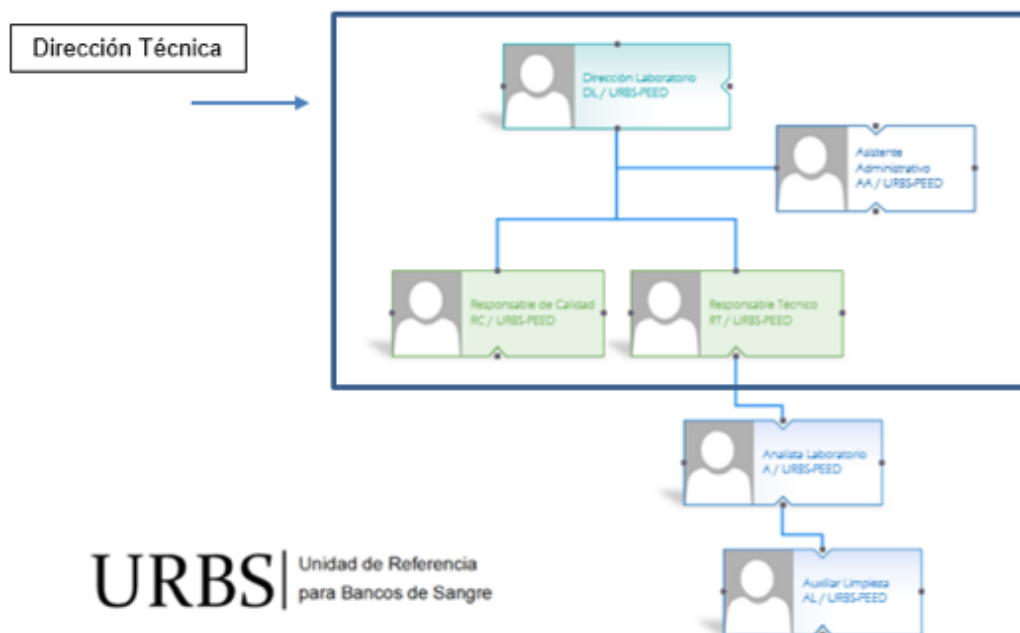 Dirección Técnica
Dirección Laboratorio
DL / URBS-PEED
Asistente
Administrativo
AA / URBS-PEED
Responsable de Calidad
RC / URBS-PEED
Responsable Técnico
RT / URBS-PEED
Analista Laboratorio
A / URBS-PEED
Auxiliar Limpieza
AL / URBS-PEED
URBS
Unidad de Referencia
para Bancos de Sangre